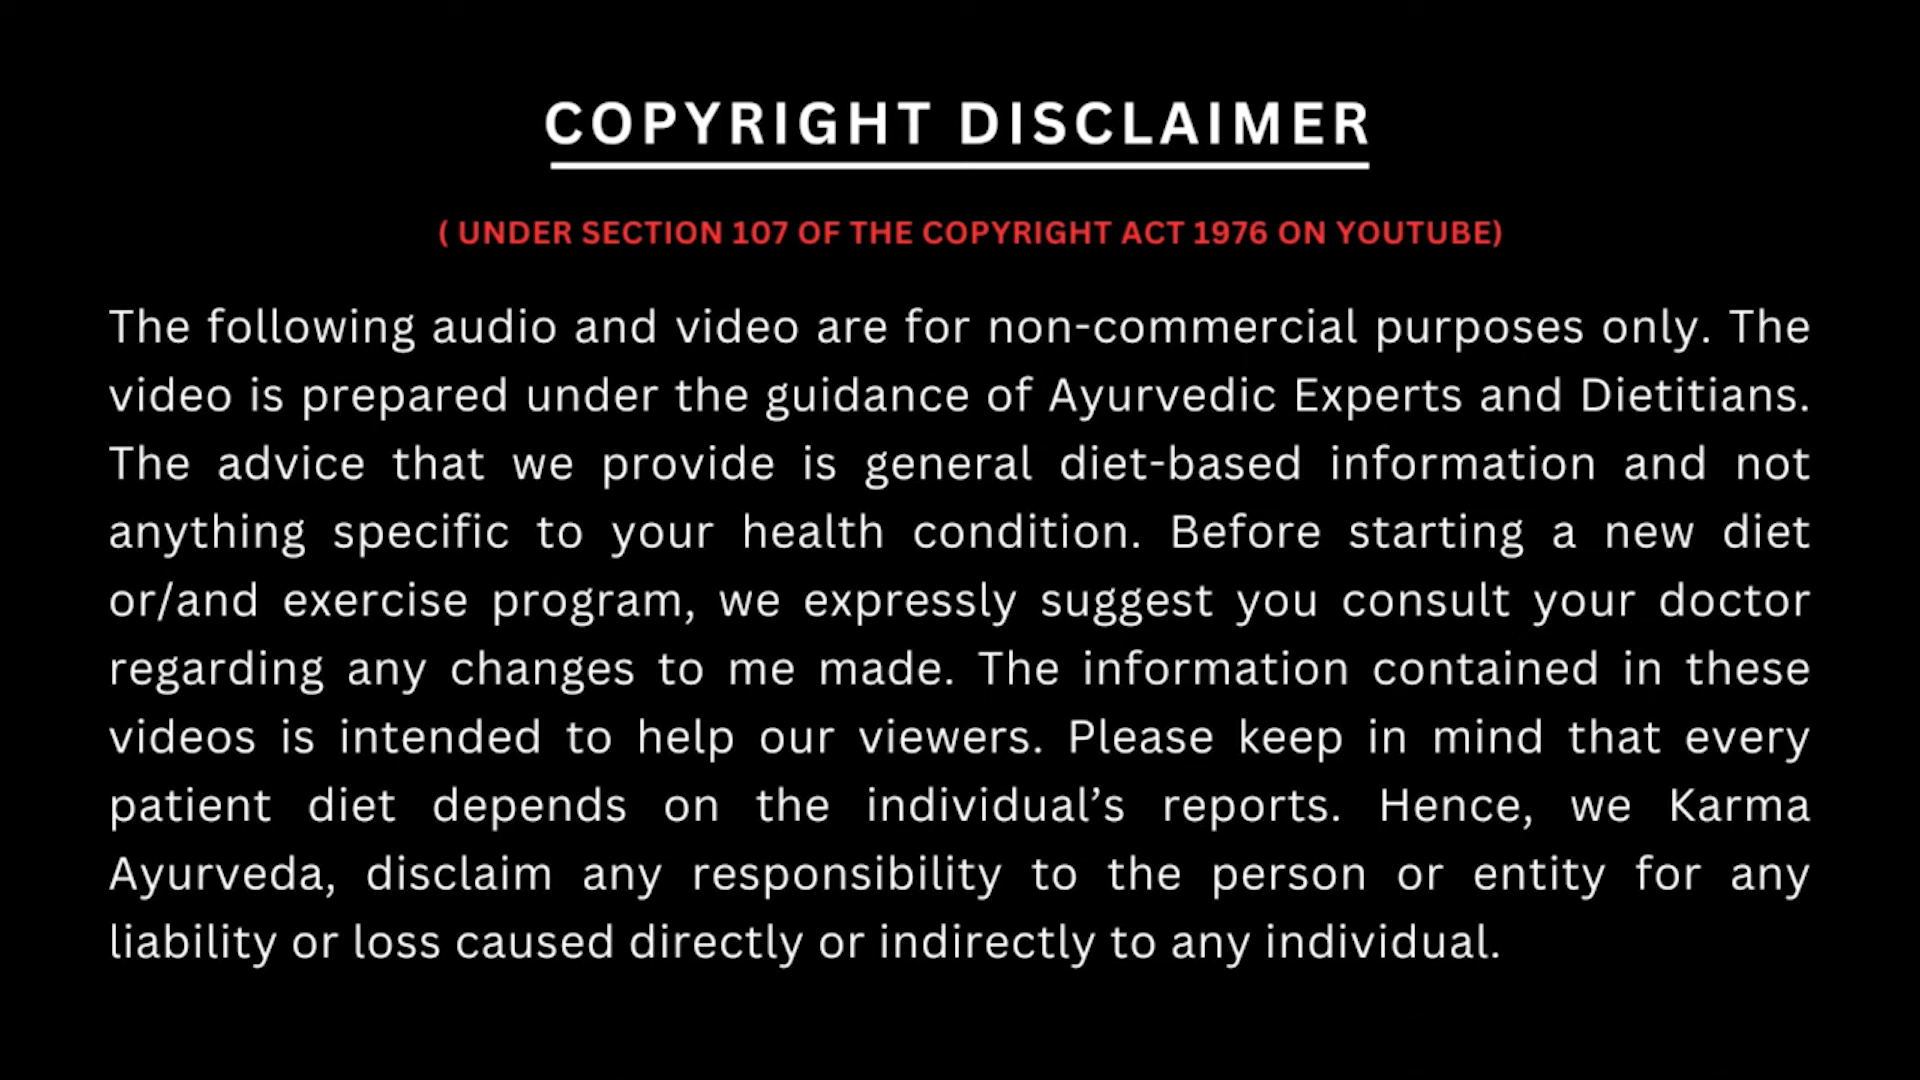 COPYRIGHT DISCLAIMER
( UNDER SECTION 107 OF THE COPYRIGHT ACT 1976 ON YOUTUBE)
The following audio and video are for non-commercial purposes only. The
video is prepared under the guidance of Ayurvedic Experts and Dietitians.
The advice that we provide is general diet-based information and not
anything specific to your health condition. Before starting a new diet
or/and exercise program, we expressly suggest you consult your doctor
regarding any changes to me made. The information contained in these
videos is intended to help our viewers. Please keep in mind that every
patient diet depends on the individual’s reports. Hence, we Karma
Ayurveda, disclaim any responsibility to the person or entity for any
liability or loss caused directly or indirectly to any individual.